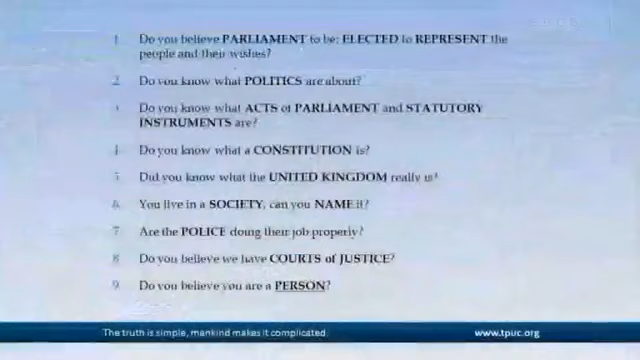 1 Do you believe PARLIAMENT to be; ELECTED to REPRESENT the
people and their wishes?
2 Do you know what POLITICS are about?
3 Do you know what ACTS of PARLIAMENT and STATUTORY
INSTRUMENTS are?
4 Do you know what a CONSTITUTION is?
5 Did you know what the UNITED KINGDOM really is?
6 You live in a SOCIETY, can you NAME it?
7 Are the POLICE doing their job properly?
8 Do you believe we have COURTS of JUSTICE?
9 Do you believe you are a PERSON?
The truth is simple, mankind makes it complicated. www.tpuc.org